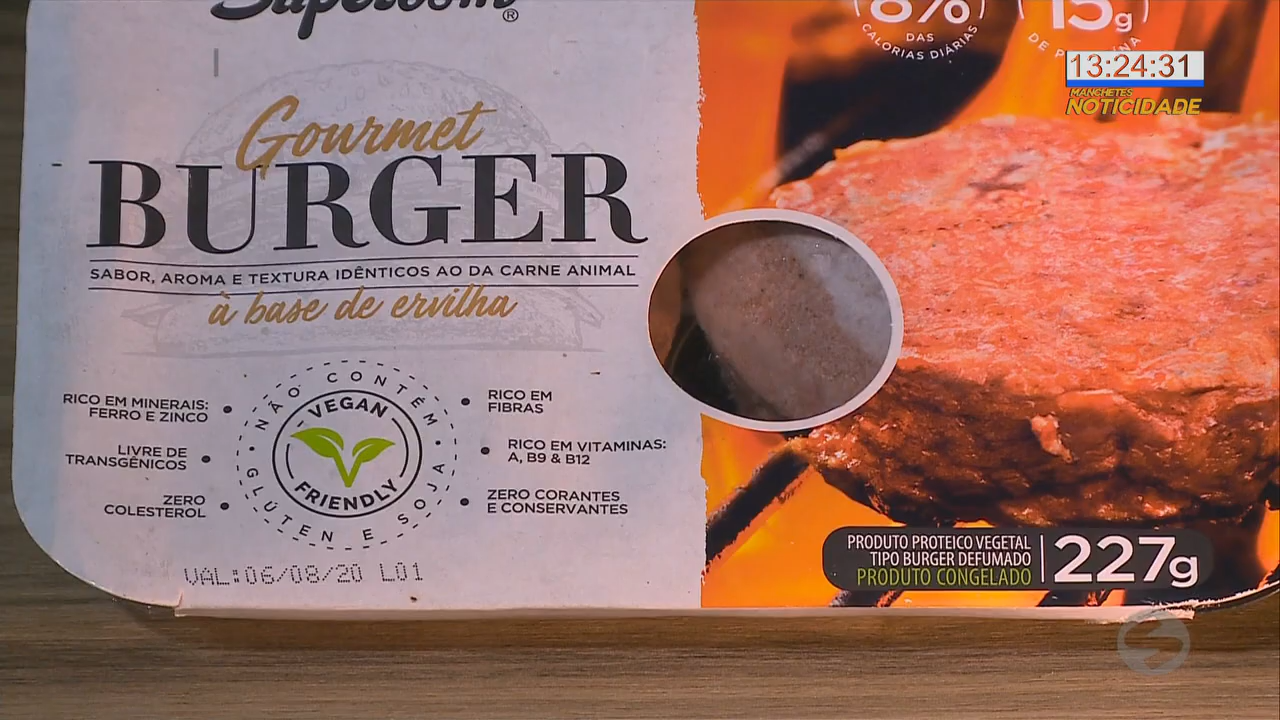 Superbom®
8%
DAS
CALORIAS DIÁRIAS
15g
DE PROTEÍNA
13:24:31
MANCHETES
NOTICIDADE
Gourmet
BURGER
SABOR, AROMA E TEXTURA IDÊNTICOS AO DA CARNE ANIMAL
à base de ervilha
RICO EM MINERAIS:
FERRO E ZINCO
LIVRE DE
TRANSGÊNICOS
ZERO
COLESTEROL
NÃO CONTÉM
GLÚTEN E SOJA
VEGAN
FRIENDLY
RICO EM
FIBRAS
RICO EM VITAMINAS:
A, B9 & B12
ZERO CORANTES
E CONSERVANTES
VAL:06/08/20 L01
PRODUTO PROTEICO VEGETAL
TIPO BURGER DEFUMADO
PRODUTO CONGELADO
227g